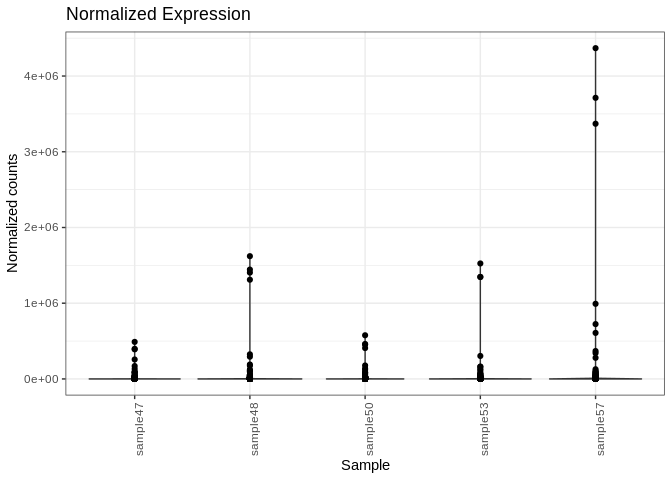 Normalized Expression
4e+06
3e+06
2e+06
1e+06
0e+00
Normalized counts
sample47
sample48
sample50
sample53
sample57
Sample